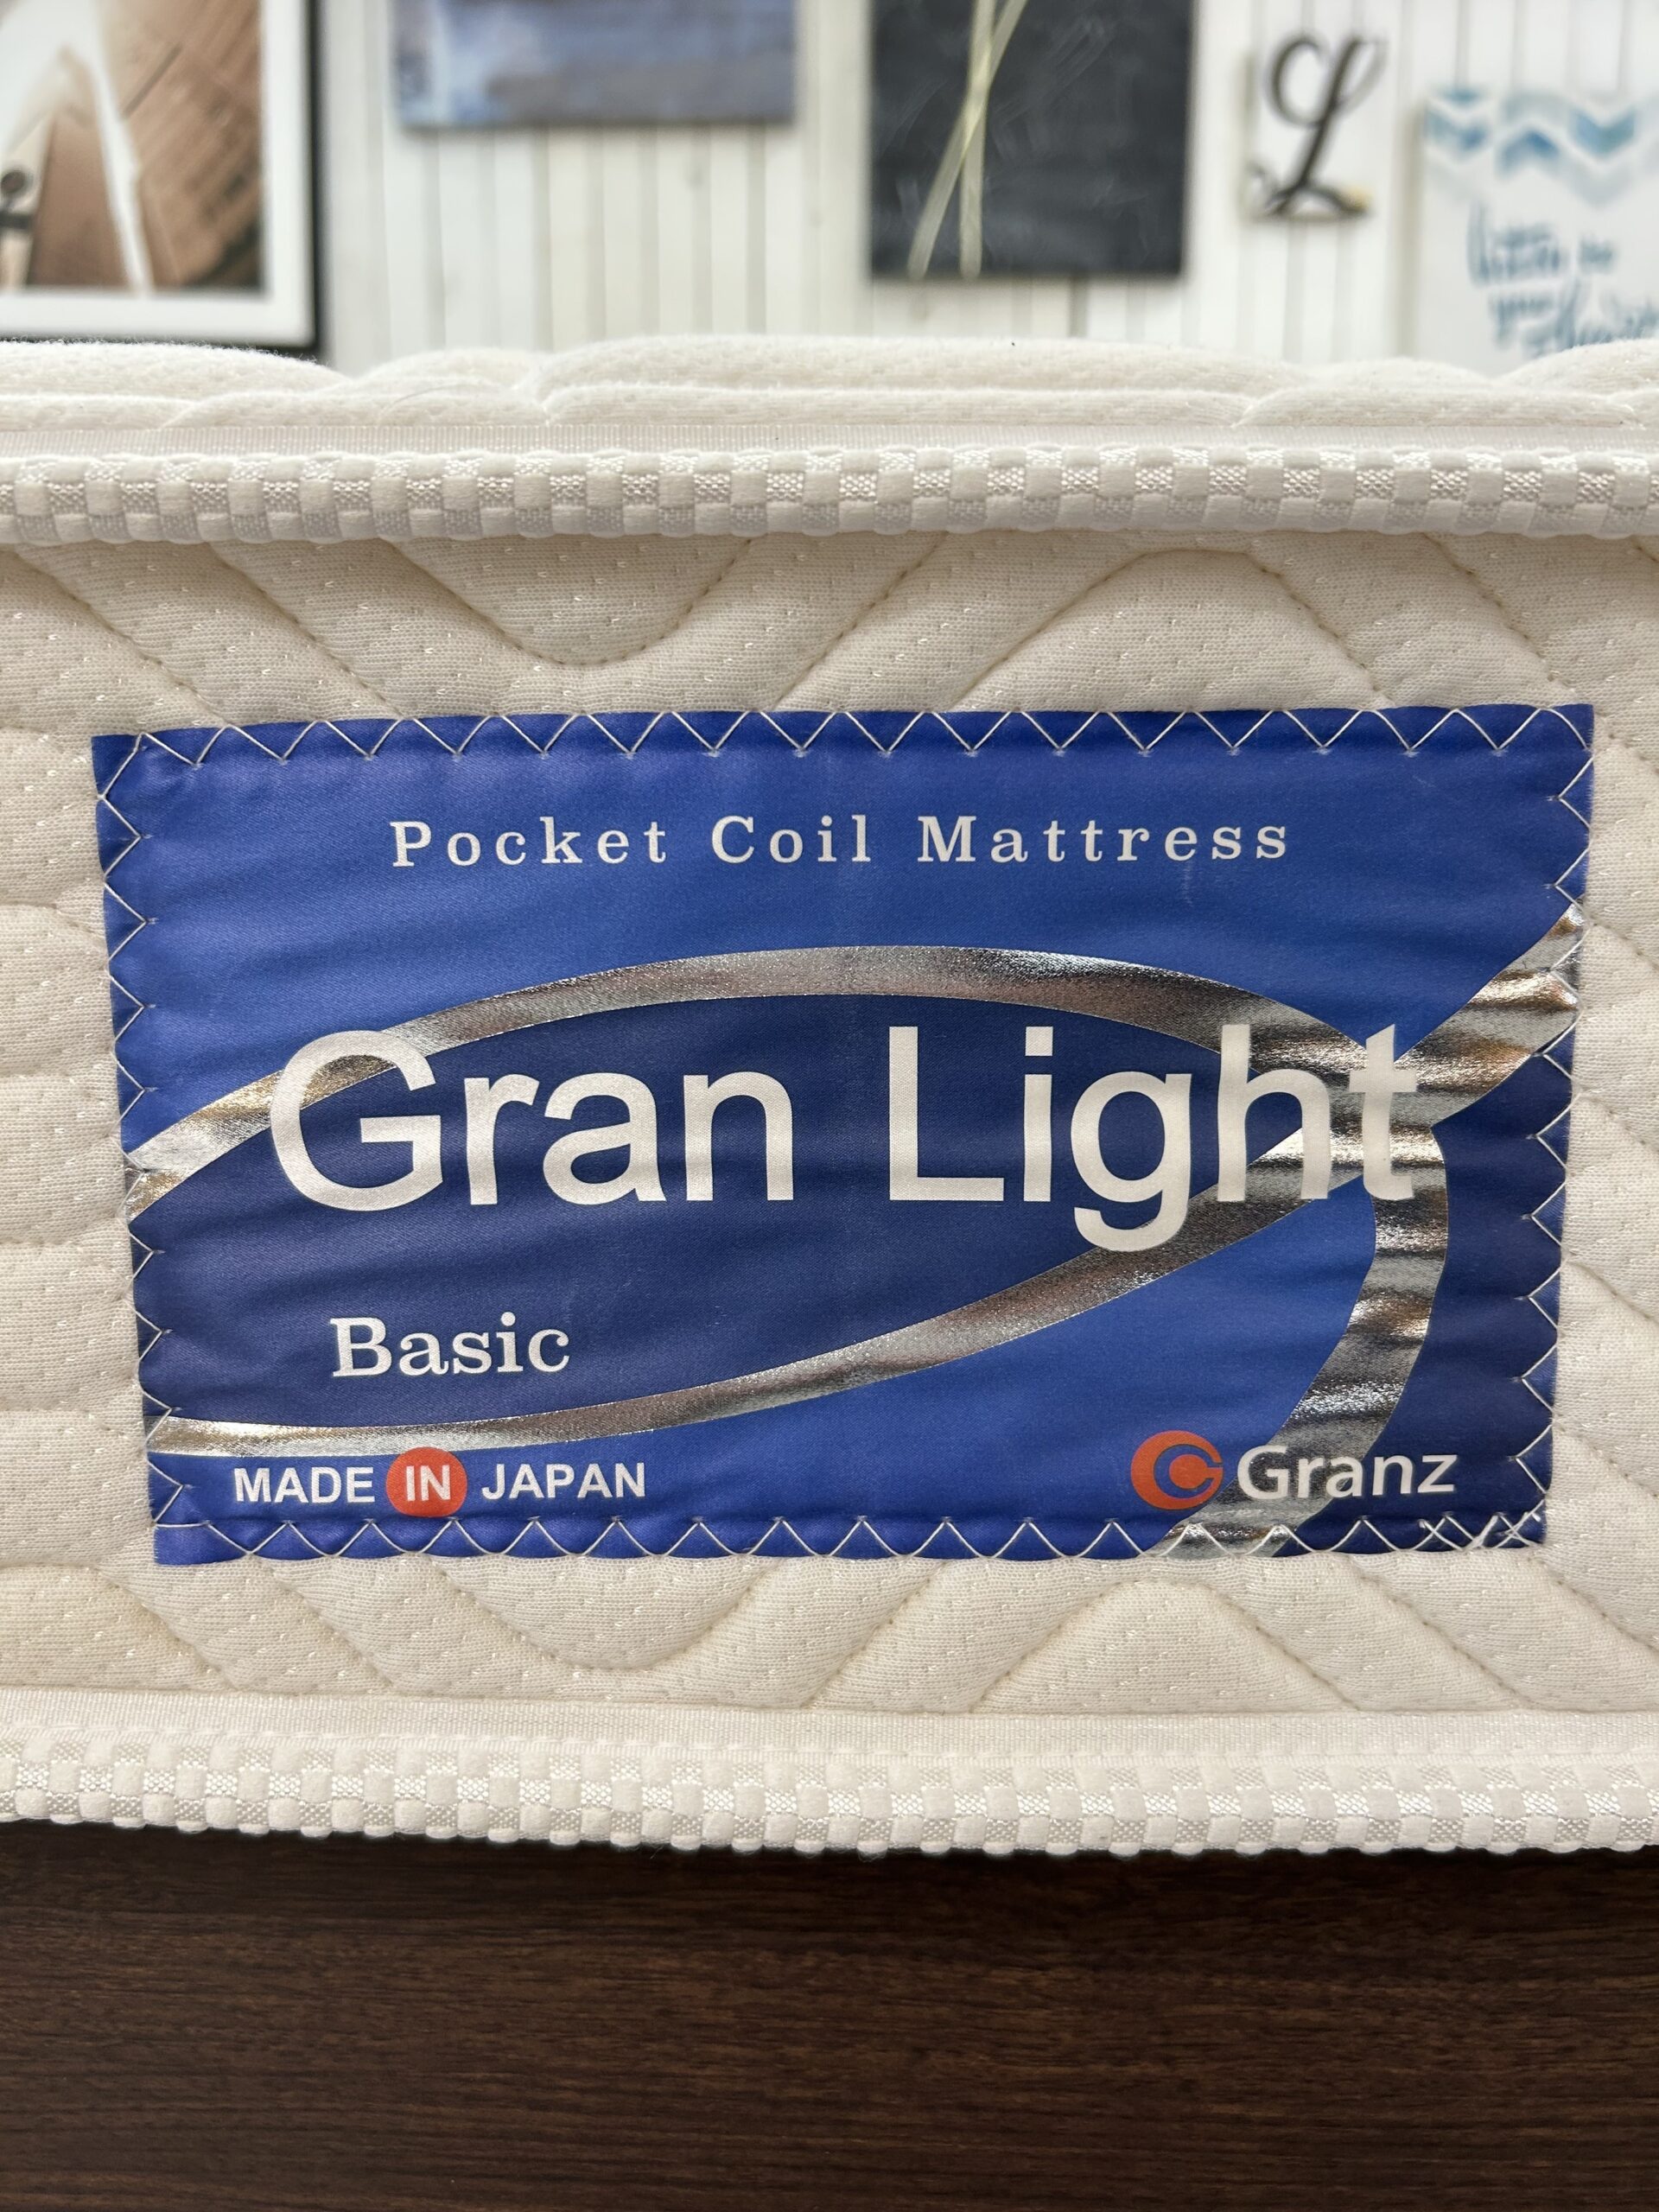 L
Pocket Coil Mattress
Gran Light
Basic
MADE IN JAPAN
Granz